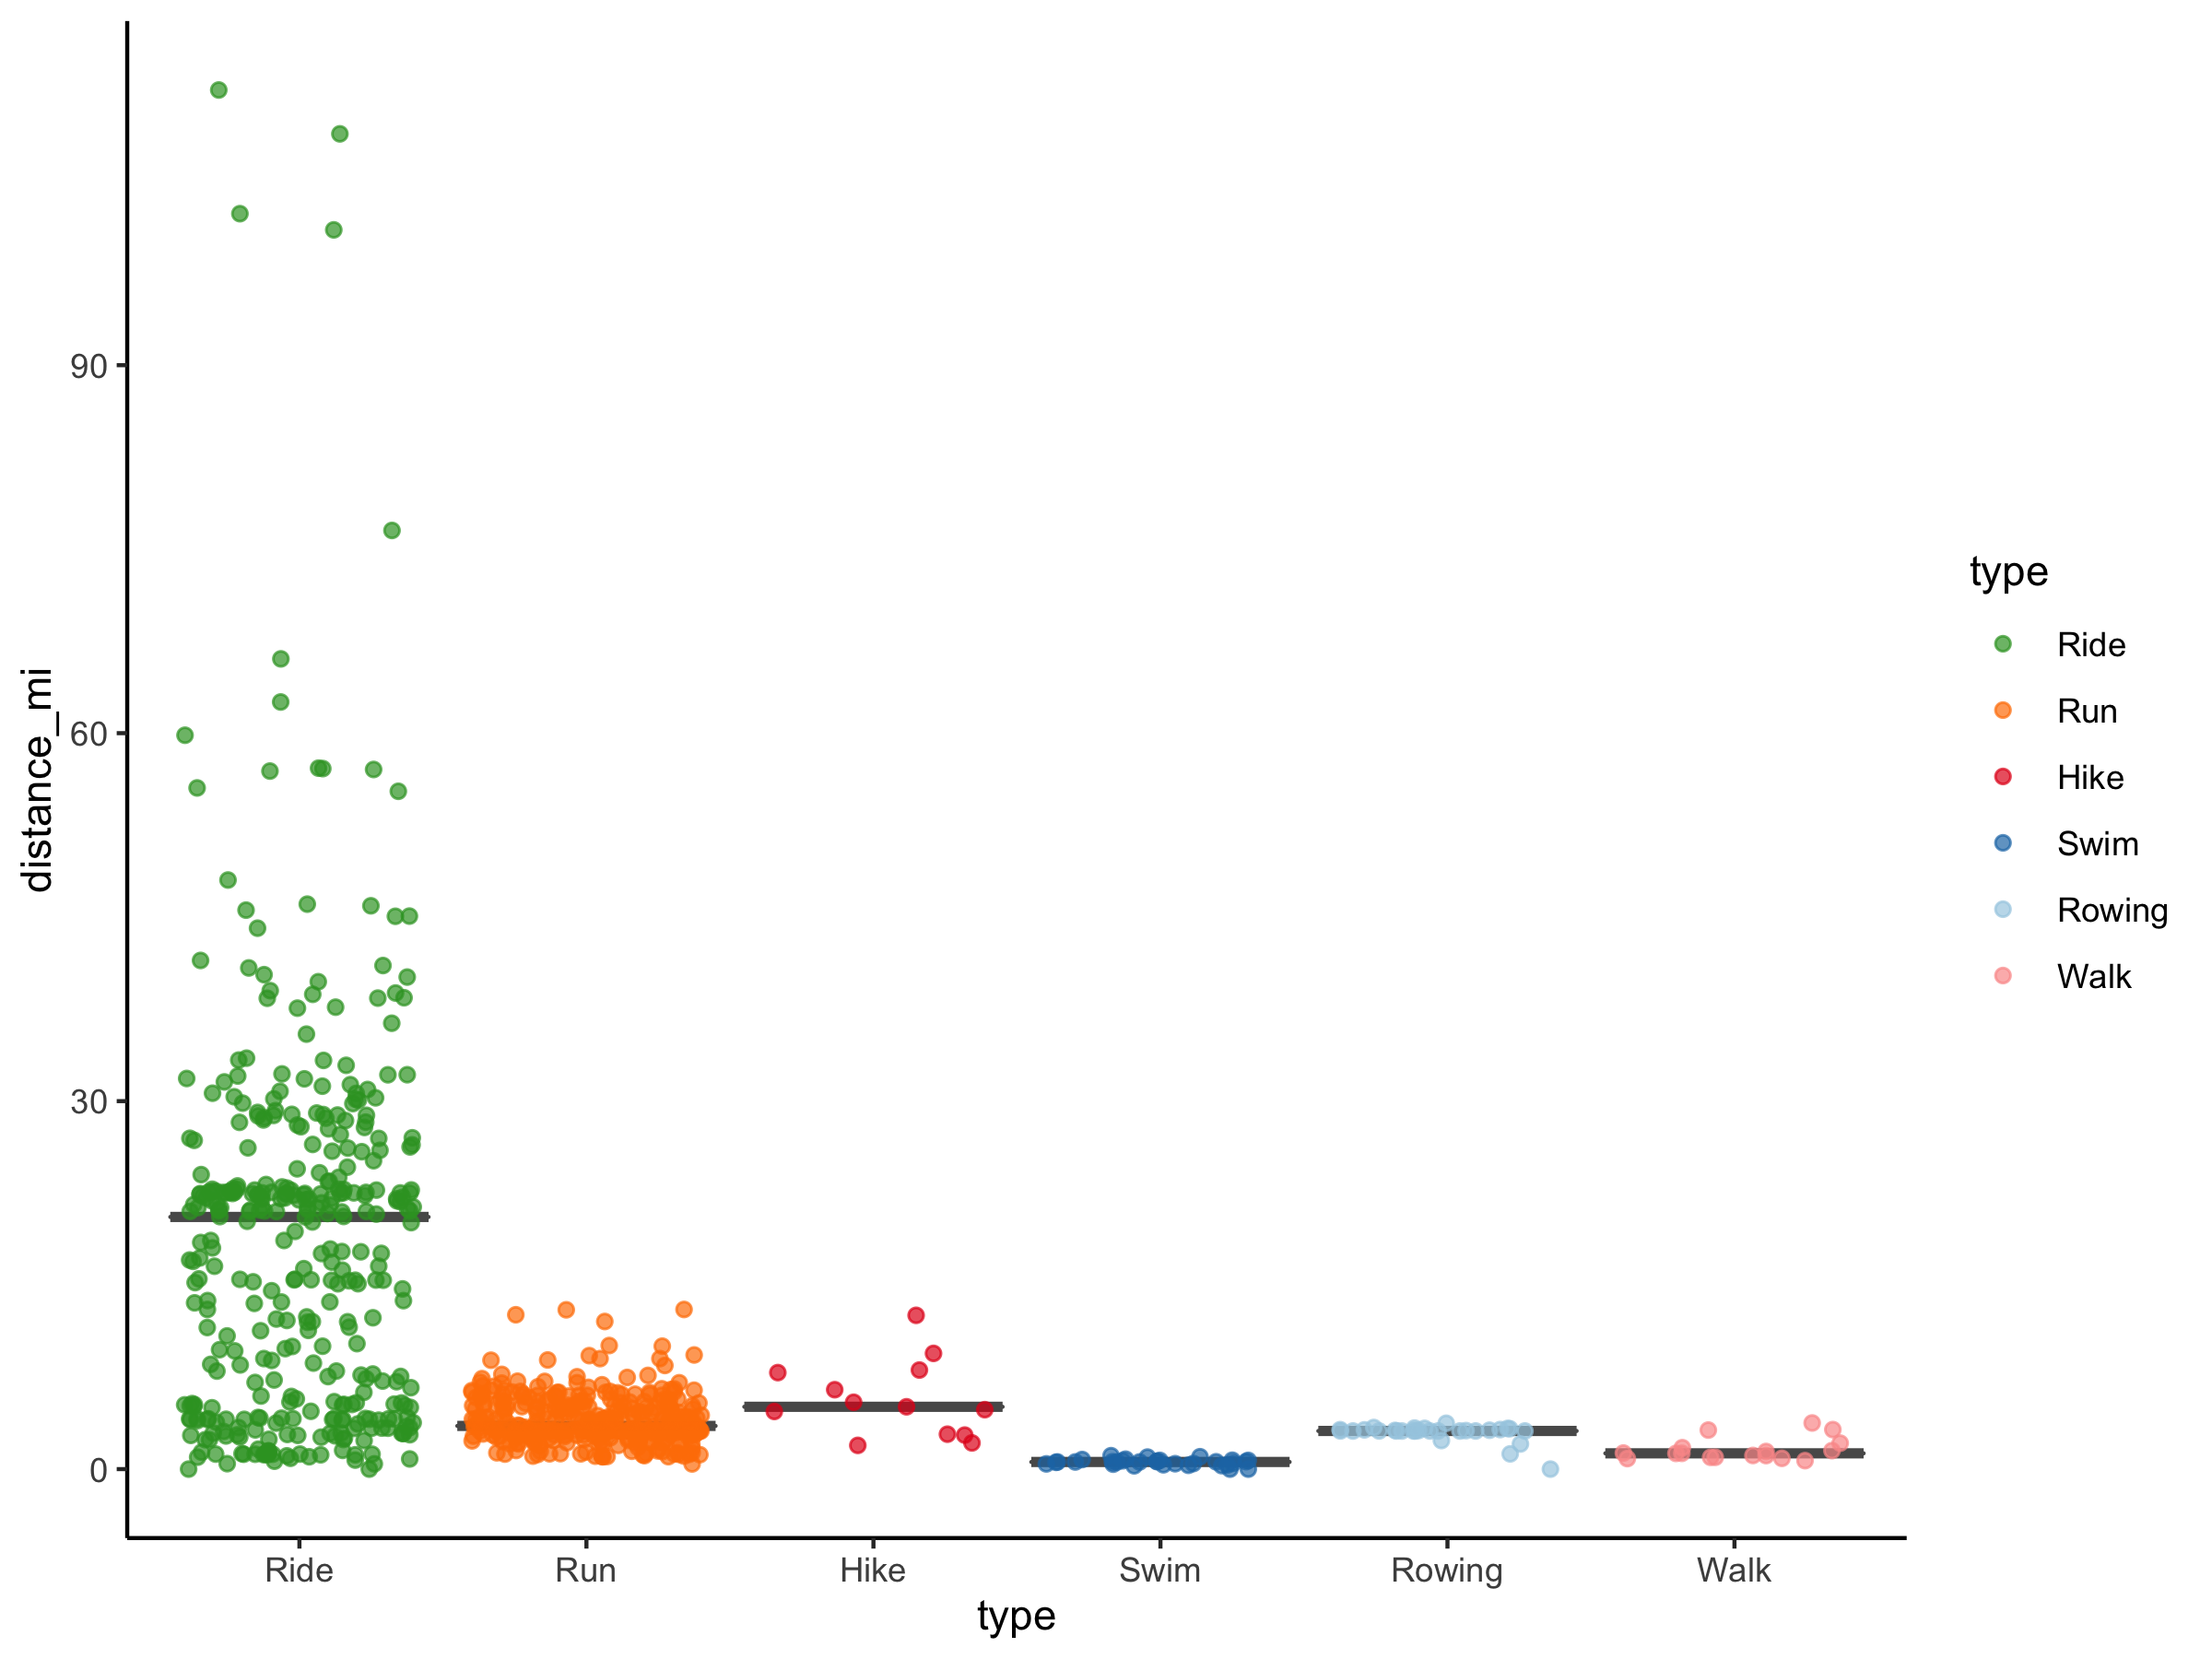 distance_mi
90
60
30
0
Ride Run Hike Swim Rowing Walk
type
type
Ride
Run
Hike
Swim
Rowing
Walk